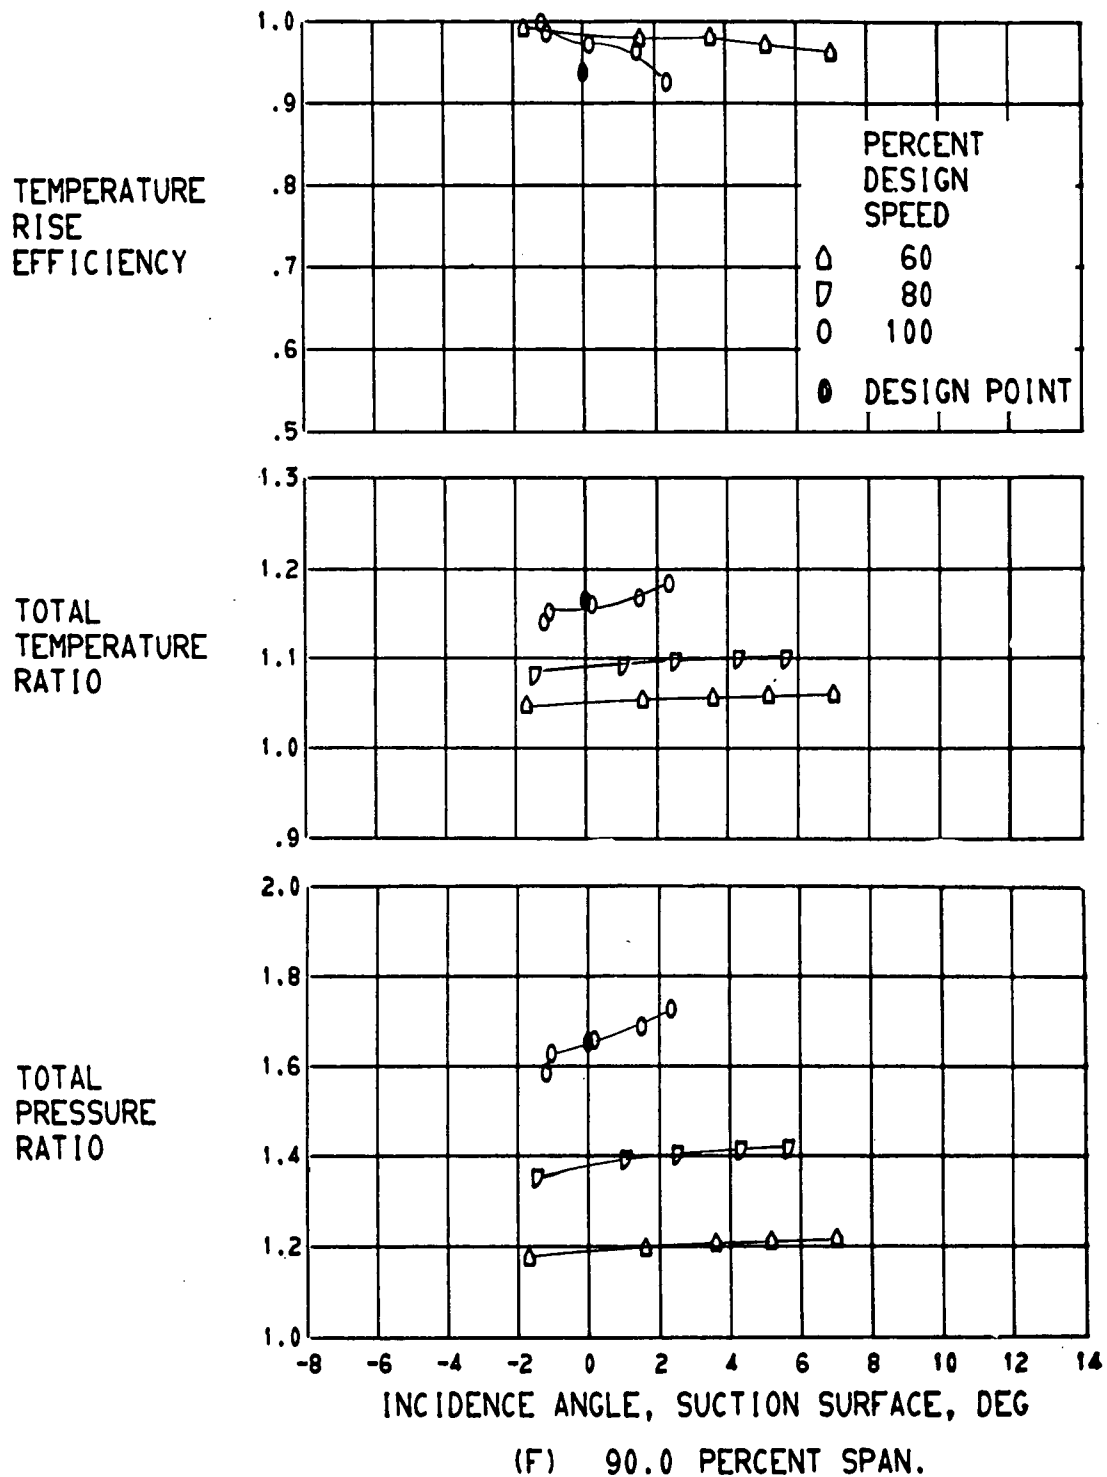 1.0
.9
.8
.7
.6
.5
TEMPERATURE
RISE
EFFICIENCY
PERCENT
DESIGN
SPEED
60
80
100
DESIGN POINT
1.3
1.2
1.1
1.0
.9
TOTAL
TEMPERATURE
RATIO
2.0
1.8
1.6
1.4
1.2
1.0
TOTAL
PRESSURE
RATIO
-8 -6 -4 -2 0 2 4 6 8 10 12 14
INCIDENCE ANGLE, SUCTION SURFACE, DEG
(F) 90.0 PERCENT SPAN.